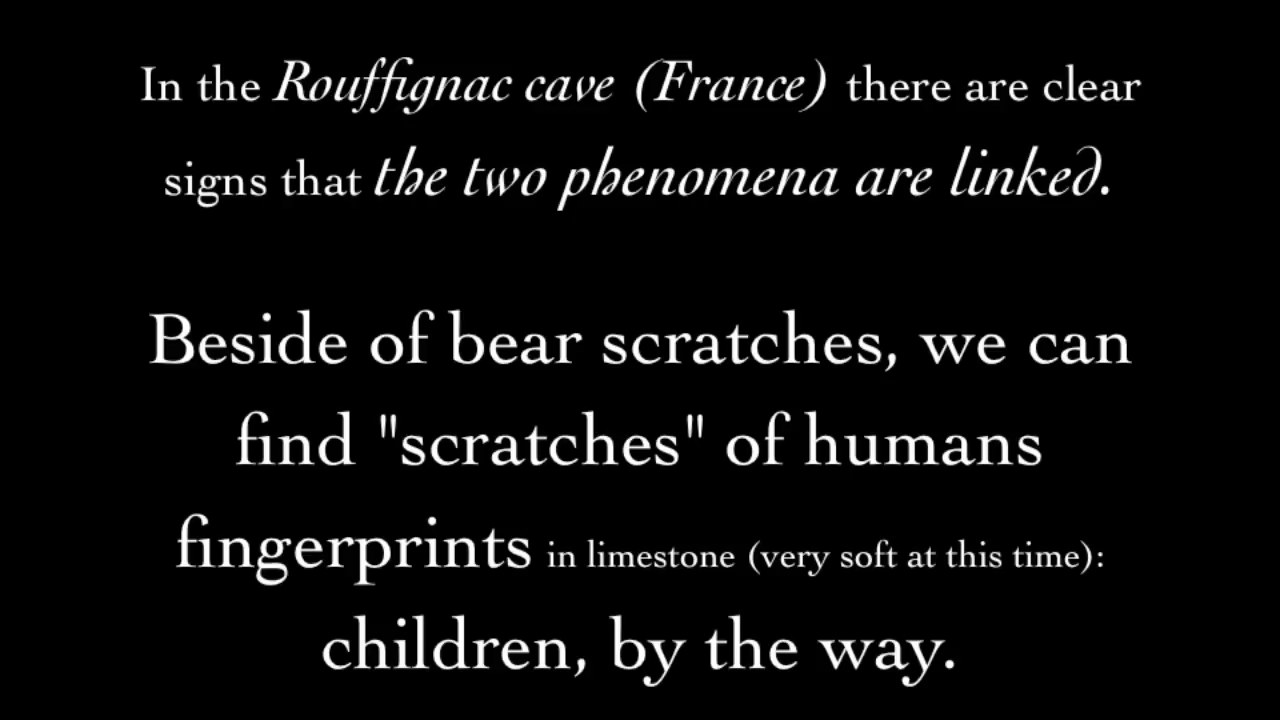 In the Rouffignac cave (France) there are clear
signs that the two phenomena are linked.
Beside of bear scratches, we can
find "scratches" of humans
fingerprints in limestone (very soft at this time):
children, by the way.